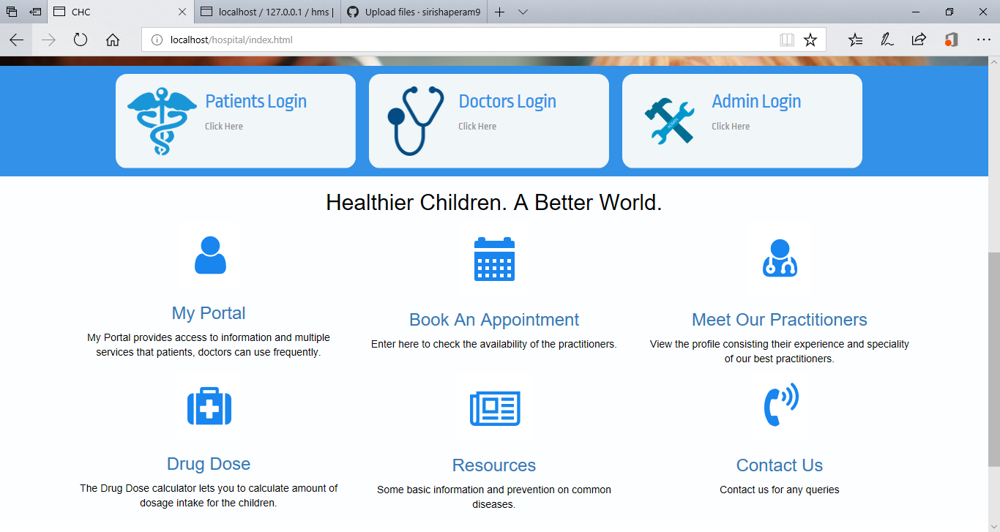 CHC
localhost / 127.0.0.1 / hms |
Upload files · sirishaperam9
localhost/hospital/index.html
Patients Login
Click Here
Doctors Login
Click Here
ADMIN
Admin Login
Click Here
Healthier Children. A Better World.
My Portal
My Portal provides access to information and multiple
services that patients, doctors can use frequently.
Book An Appointment
Enter here to check the availability of the practitioners.
Meet Our Practitioners
View the profile consisting their experience and speciality
of our best practitioners.
Drug Dose
The Drug Dose calculator lets you to calculate amount of
dosage intake for the children.
Resources
Some basic information and prevention on common
diseases.
Contact Us
Contact us for any queries